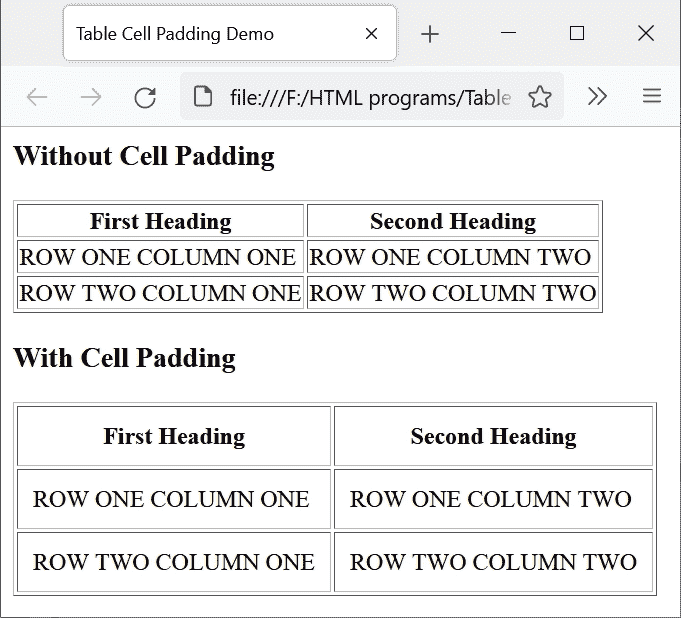 Table Cell Padding Demo
file:///F:/HTML programs/Table
Without Cell Padding
First Heading Second Heading
ROW ONE COLUMN ONE ROW ONE COLUMN TWO
ROW TWO COLUMN ONE ROW TWO COLUMN TWO
With Cell Padding
First Heading Second Heading
ROW ONE COLUMN ONE ROW ONE COLUMN TWO
ROW TWO COLUMN ONE ROW TWO COLUMN TWO